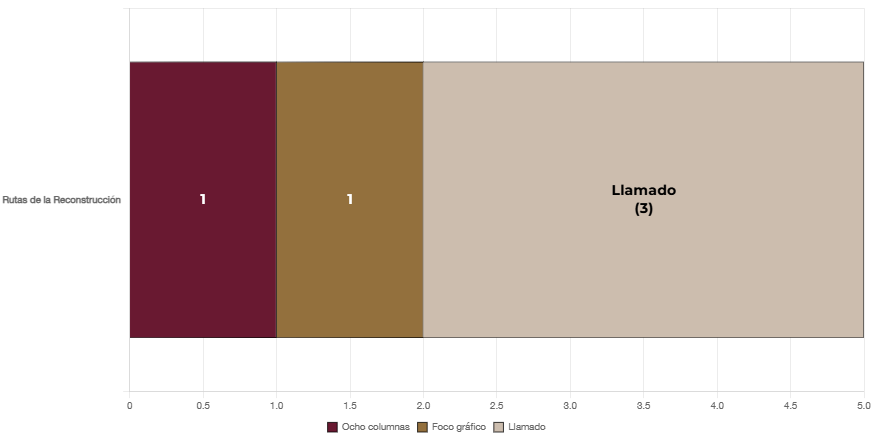 Rutas de la Reconstrucción
1
1
Llamado
(3)
0 0.5 1.0 1.5 2.0 2.5 3.0 3.5 4.0 4.5 5.0
Ocho columnas Foco gráfico Llamado